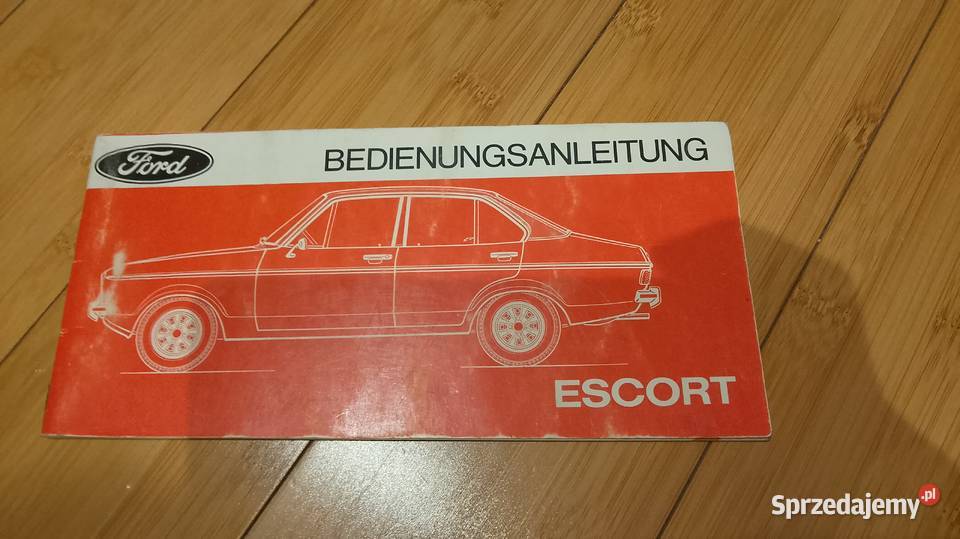 Ford
BEDIENUNGSANLEITUNG
ESCORT
Sprzedajemy.pl